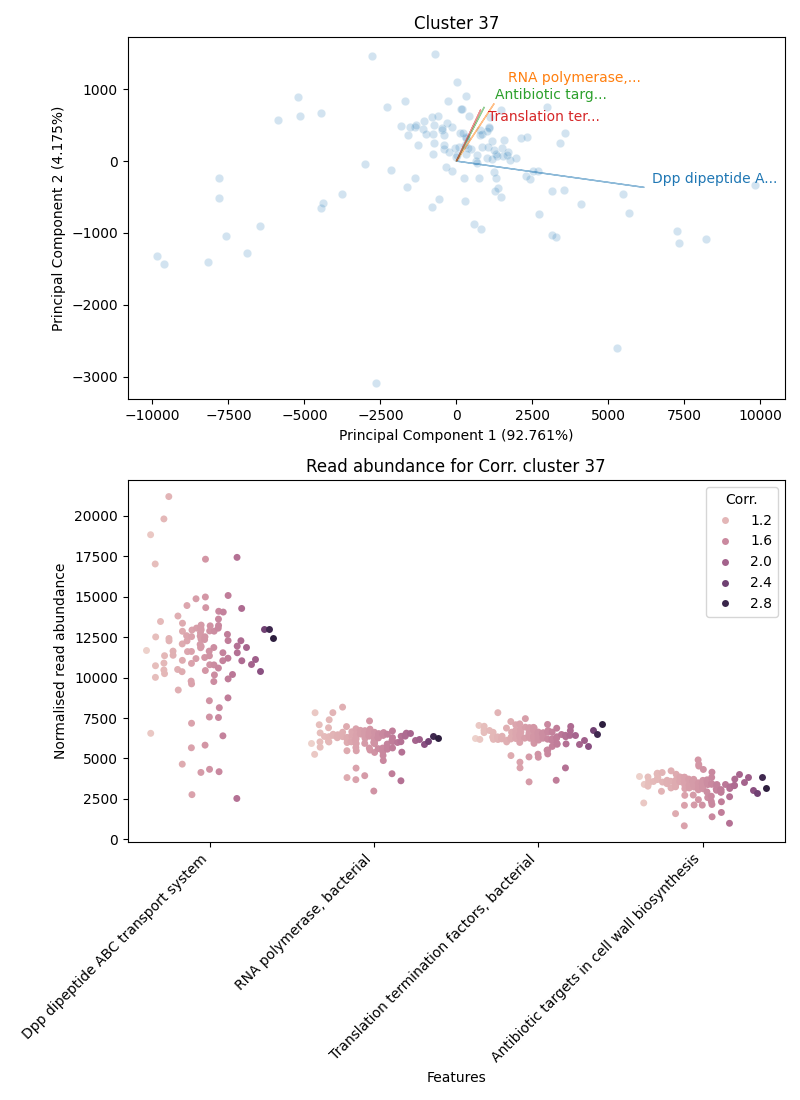 Cluster 37
Principal Component 2 (4.175%)
1000
0
−1000
−2000
−3000
RNA polymerase,...
Antibiotic targ...
Translation ter...
Dpp dipeptide A...
−10000 −7500 −5000 −2500 0 2500 5000 7500 10000
Principal Component 1 (92.761%)
Read abundance for Corr. cluster 37
Normalised read abundance
20000
17500
15000
12500
10000
7500
5000
2500
0
Corr.
1.2
1.6
2.0
2.4
2.8
Dpp dipeptide ABC transport system
RNA polymerase, bacterial
Translation termination factors, bacterial
Antibiotic targets in cell wall biosynthesis
Features